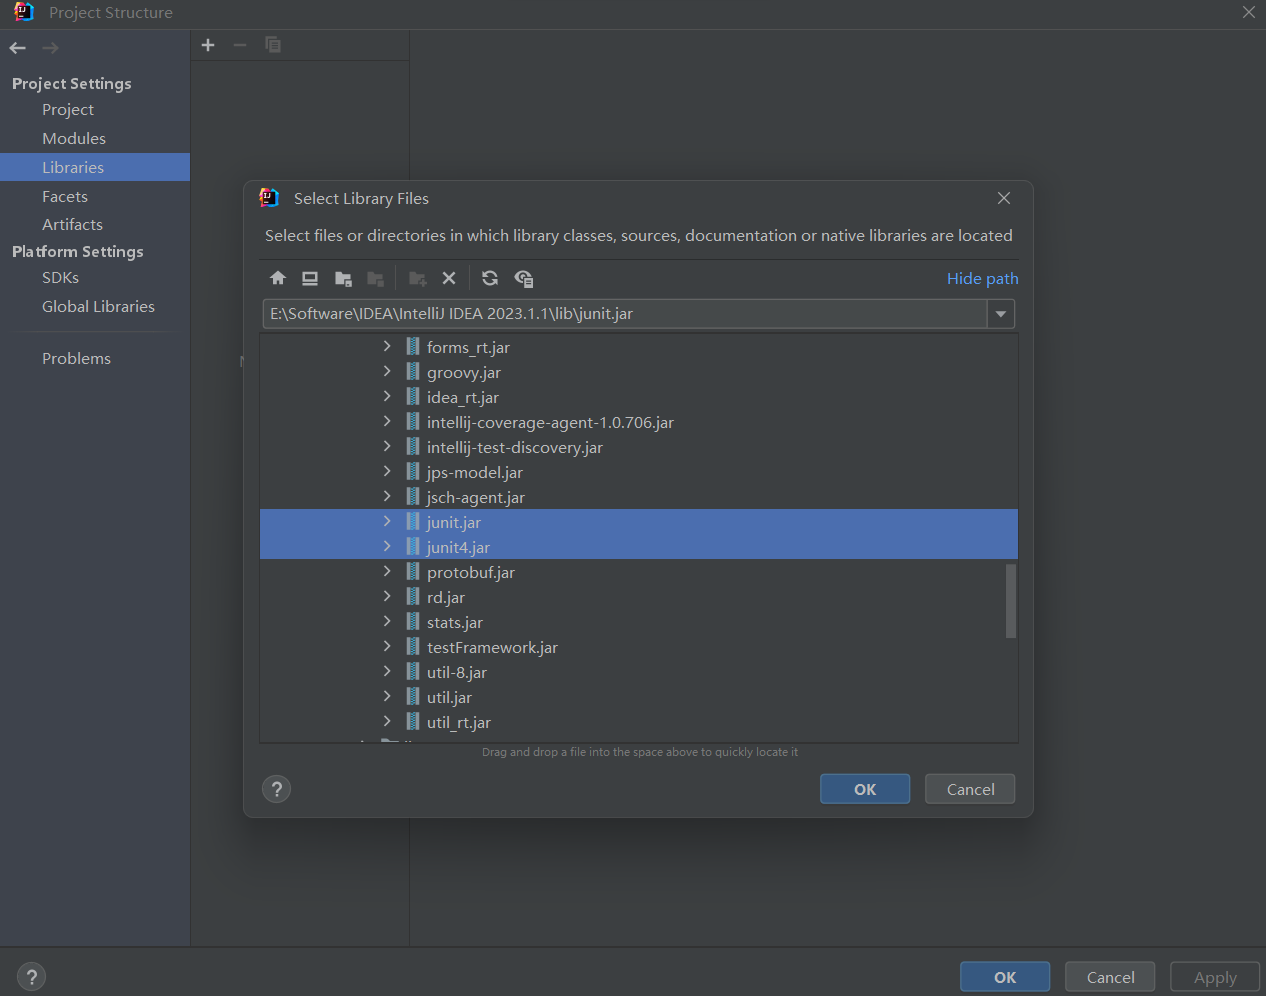 Project Structure
Project Settings
Project
Modules
Libraries
Facets
Artifacts
Platform Settings
SDKs
Global Libraries
Problems
Select Library Files
Select files or directories in which library classes, sources, documentation or native libraries are located
Hide path
E:\Software\IDEA\IntelliJ IDEA 2023.1.1\lib\junit.jar
forms_rt.jar
groovy.jar
idea_rt.jar
intellij-coverage-agent-1.0.706.jar
intellij-test-discovery.jar
jps-model.jar
jsch-agent.jar
junit.jar
junit4.jar
protobuf.jar
rd.jar
stats.jar
testFramework.jar
util-8.jar
util.jar
util_rt.jar
Drag and drop a file into the space above to quickly locate it
?
OK Cancel
?
OK Cancel Apply